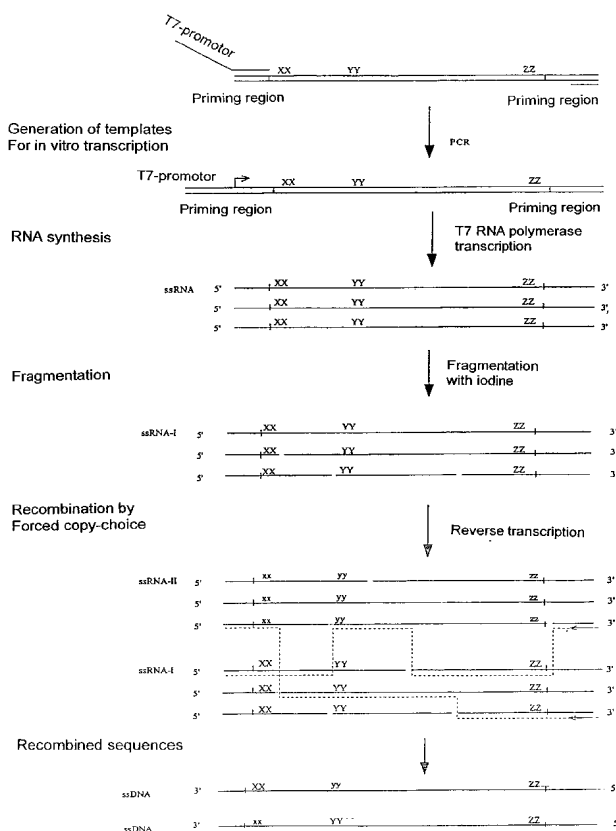 T7-promotor
XX YY ZZ
Priming region Priming region
Generation of templates
For in vitro transcription
PCR
T7-promotor
XX YY ZZ
Priming region Priming region
RNA synthesis
T7 RNA polymerase
transcription
ssRNA 5' XX YY ZZ 3'
5' XX YY ZZ 3'
5' XX YY ZZ 3'
Fragmentation
Fragmentation
with iodine
ssRNA-I 5' XX YY ZZ 3'
5' XX YY ZZ 3'
5' XX YY ZZ 3'
Recombination by
Forced copy-choice
Reverse transcription
ssRNA-II 5' xx yy zz 3'
5' xx yy zz 3'
5' xx yy zz 3'
ssRNA-I 5' XX YY ZZ 3'
5' XX YY ZZ 3'
5' XX YY ZZ 3'
Recombined sequences
ssDNA 3' XX yy ZZ 5'
ssDNA 3' xx YY ZZ 5'